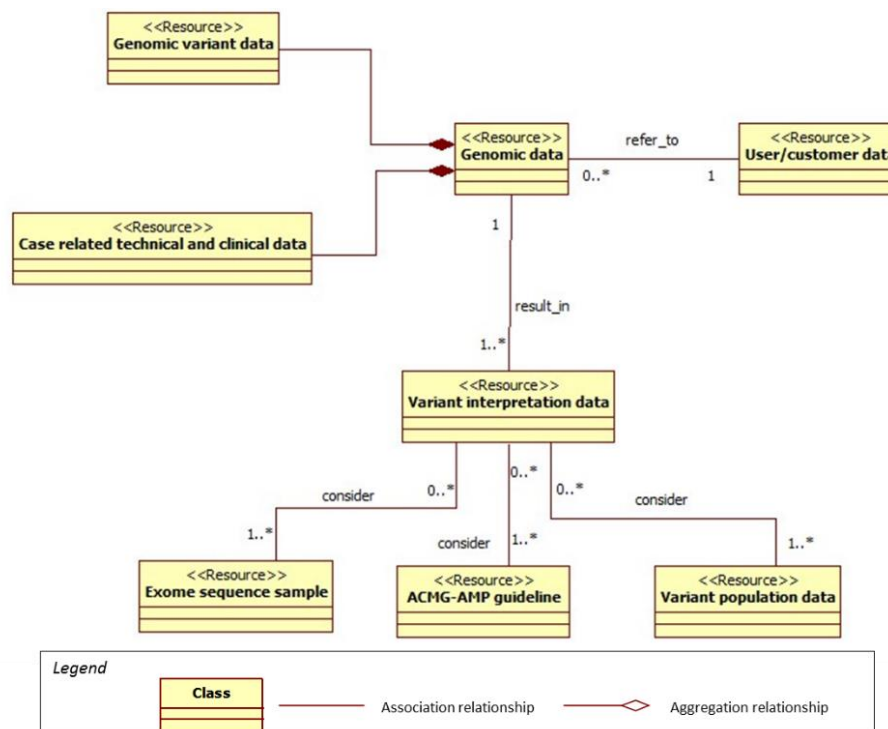 <<Resource>>
Genomic variant data
<<Resource>>
Genomic data
refer_to
0..*
1
<<Resource>>
User/customer data
<<Resource>>
Case related technical and clinical data
1
result_in
1..*
<<Resource>>
Variant interpretation data
0..*
consider
1..*
0..*
consider
1..*
0..*
consider
1..*
<<Resource>>
Exome sequence sample
<<Resource>>
ACMG-AMP guideline
<<Resource>>
Variant population data
Legend
Class
Association relationship
Aggregation relationship